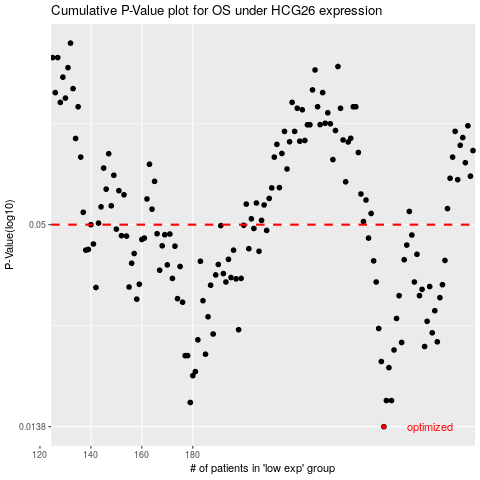 Cumulative P-Value plot for OS under HCG26 expression
P-Value(log10)
0.05
0.0138
optimized
120 140 160 180
# of patients in 'low exp' group